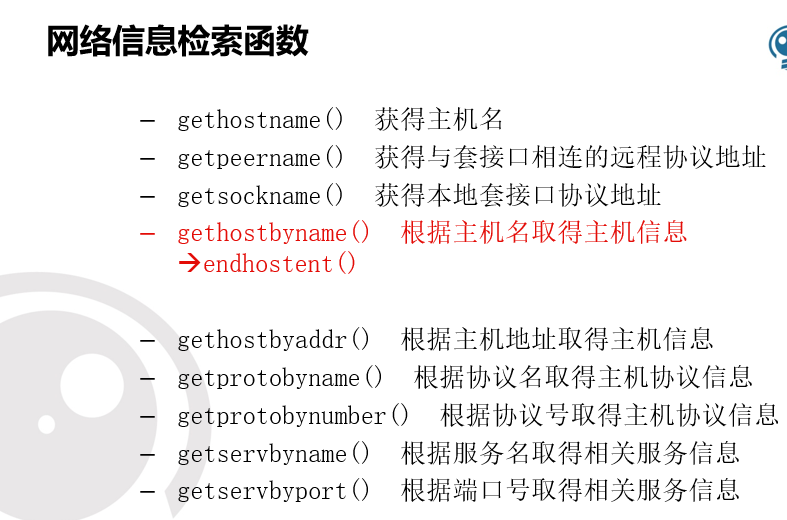 网络信息检索函数
– gethostname() 获得主机名
– getpeername() 获得与套接口相连的远程协议地址
– getsockname() 获得本地套接口协议地址
– gethostbyname() 根据主机名取得主机信息
→endhostent()
– gethostbyaddr() 根据主机地址取得主机信息
– getprotobyname() 根据协议名取得主机协议信息
– getprotobynumber() 根据协议号取得主机协议信息
– getservbyname() 根据服务名取得相关服务信息
– getservbyport() 根据端口号取得相关服务信息